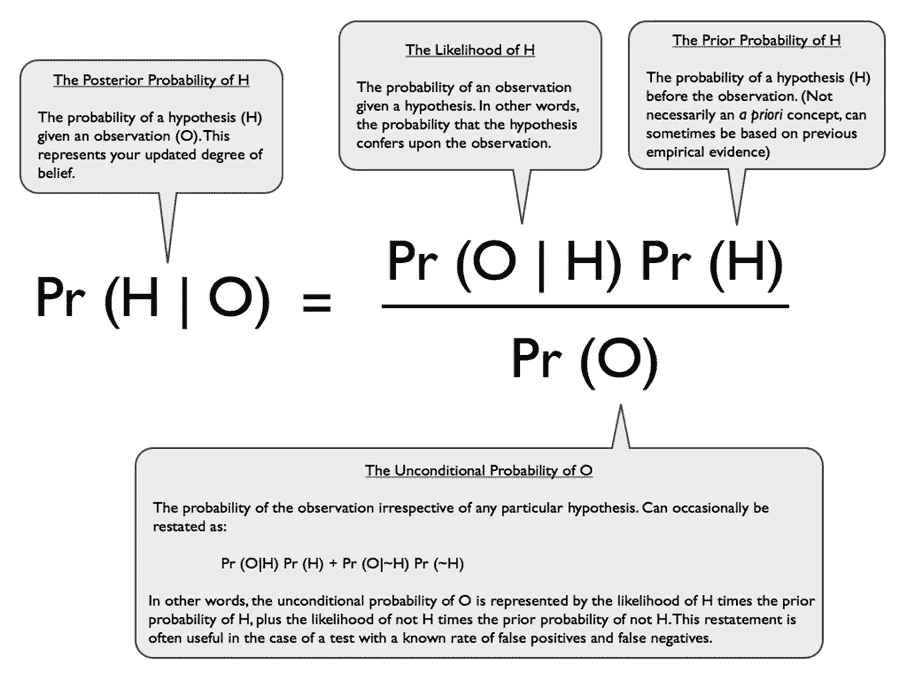 The Posterior Probability of H
The probability of a hypothesis (H)
given an observation (O). This
represents your updated degree of
belief.
The Likelihood of H
The probability of an observation
given a hypothesis. In other words,
the probability that the hypothesis
confers upon the observation.
The Prior Probability of H
The probability of a hypothesis (H)
before the observation. (Not
necessarily an a priori concept, can
sometimes be based on previous
empirical evidence)
Pr (H | O) =
Pr (O | H) Pr (H)
Pr (O)
The Unconditional Probability of O
The probability of the observation irrespective of any particular hypothesis. Can occasionally be
restated as:
Pr (O|H) Pr (H) + Pr (O|~H) Pr (~H)
In other words, the unconditional probability of O is represented by the likelihood of H times the prior
probability of H, plus the likelihood of not H times the prior probability of not H. This restatement is
often useful in the case of a test with a known rate of false positives and false negatives.